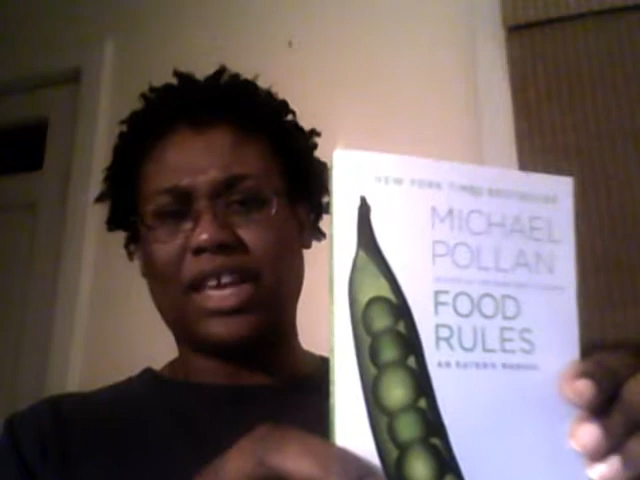 NEW YORK TIMES BESTSELLER
MICHAEL
POLLAN
FOOD
RULES
AN EATER'S MANUAL